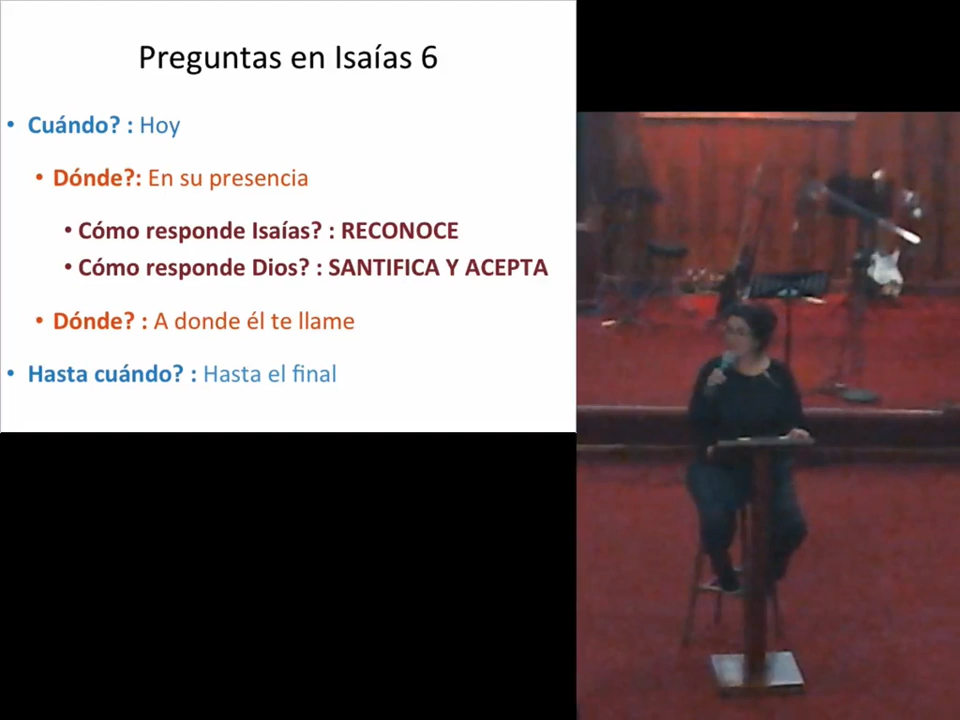 Preguntas en Isaías 6
• Cuándo? : Hoy
• Dónde?: En su presencia
• Cómo responde Isaías? : RECONOCE
• Cómo responde Dios? : SANTIFICA Y ACEPTA
• Dónde? : A donde él te llame
• Hasta cuándo? : Hasta el final